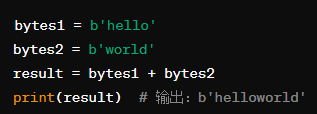 bytes1 = b'hello'
bytes2 = b'world'
result = bytes1 + bytes2
print(result)  # 输出：b'helloworld'